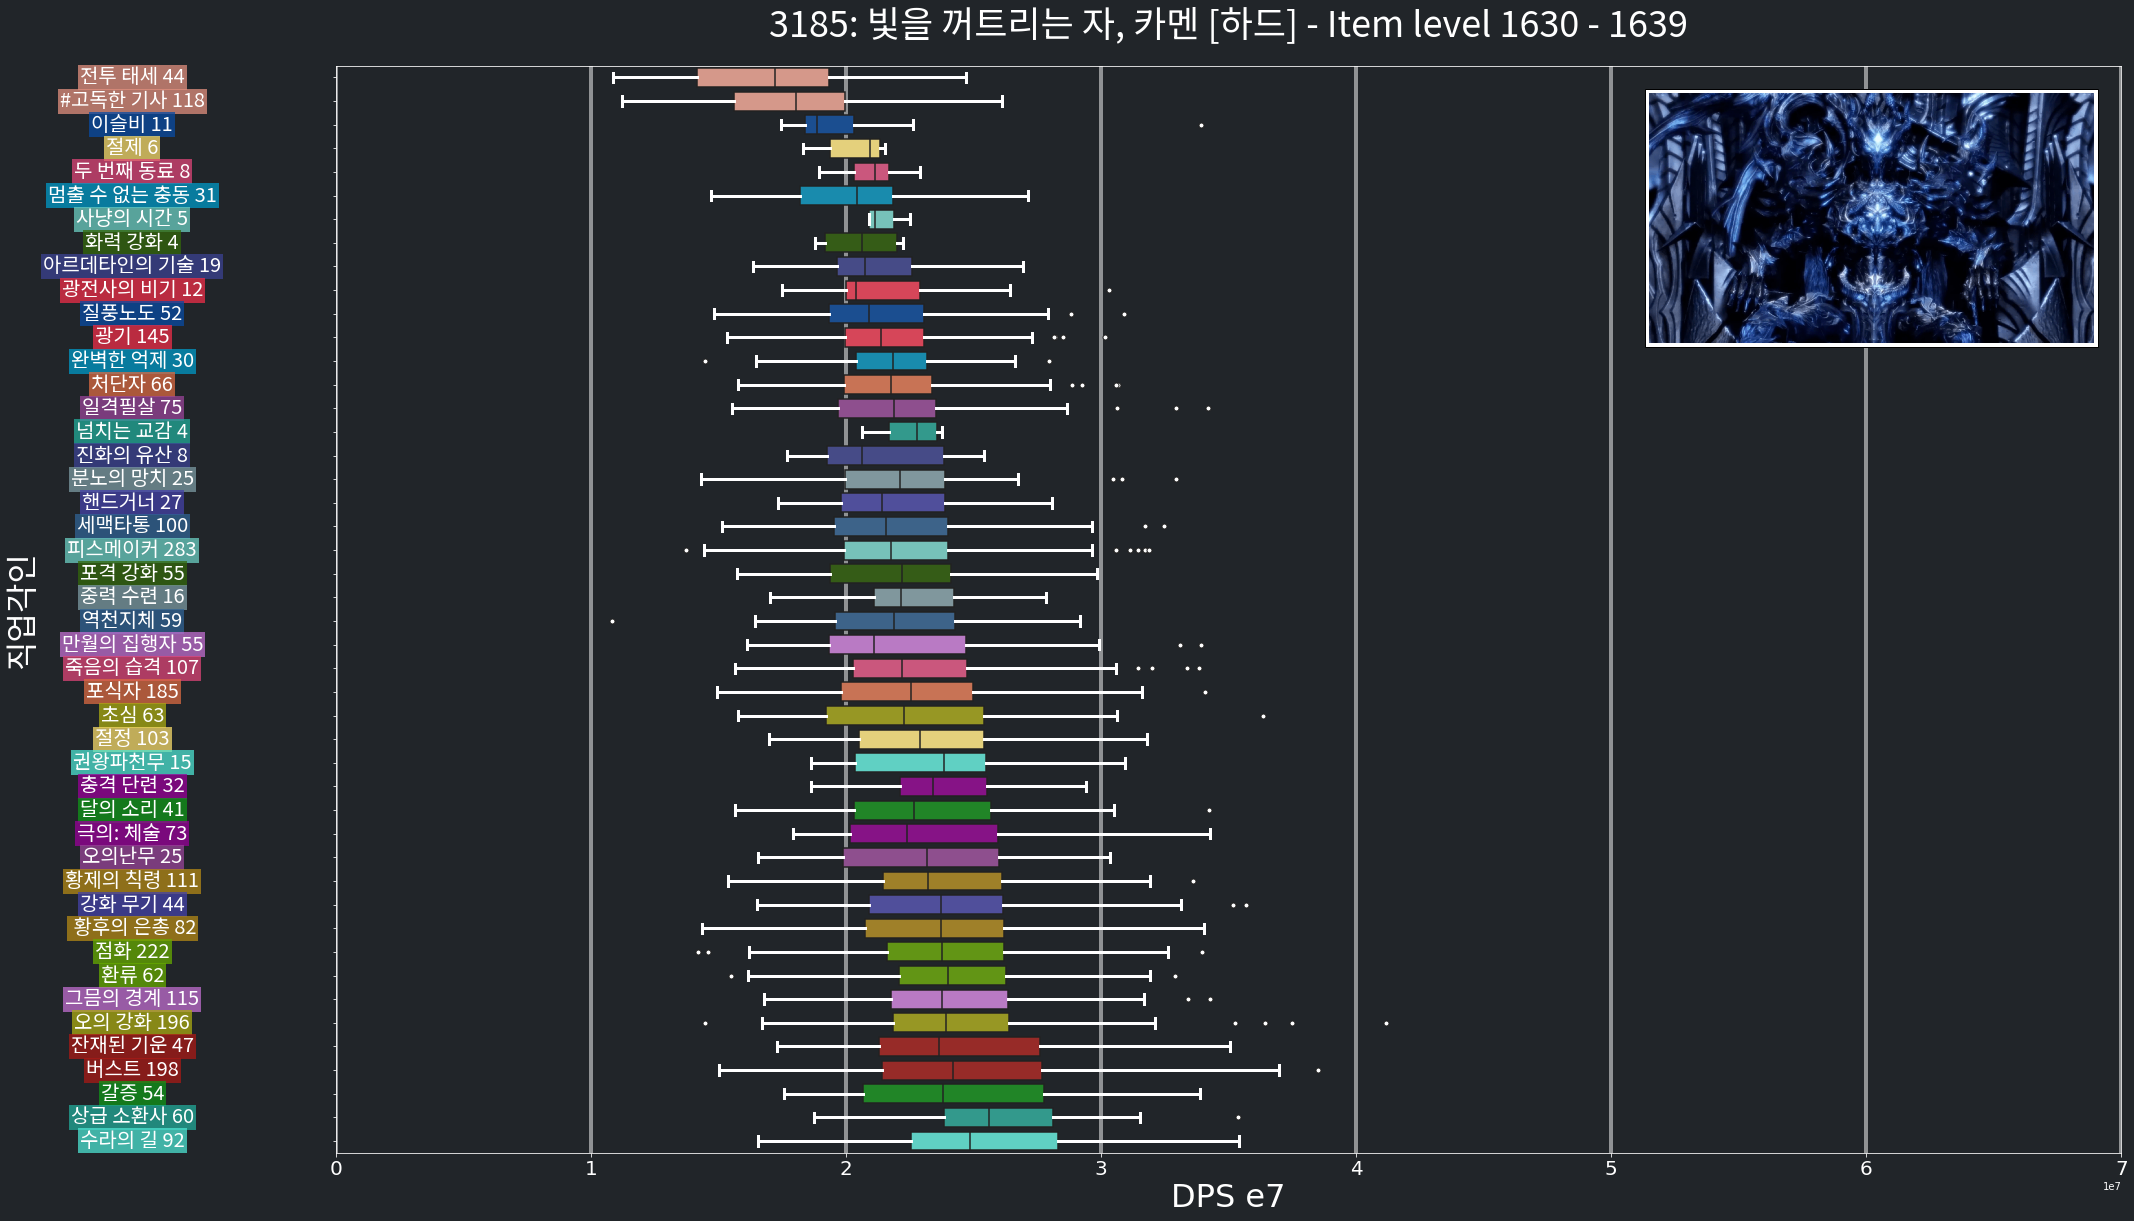 3185: 빛을 꺼트리는 자, 카멘 [하드] - Item level 1630 - 1639
직업각인
전투 태세 44
#고독한 기사 118
이슬비 11
절제 6
두 번째 동료 8
멈출 수 없는 충동 31
사냥의 시간 5
화력 강화 4
아르데타인의 기술 19
광전사의 비기 12
질풍노도 52
광기 145
완벽한 억제 30
처단자 66
일격필살 75
넘치는 교감 4
진화의 유산 8
분노의 망치 25
핸드거너 27
세맥타통 100
피스메이커 283
포격 강화 55
중력 수련 16
역천지체 59
만월의 집행자 55
죽음의 습격 107
포식자 185
초심 63
절정 103
권왕파천무 15
충격 단련 32
달의 소리 41
극의: 체술 73
오의난무 25
황제의 칙령 111
강화 무기 44
황후의 은총 82
점화 222
환류 62
그믐의 경계 115
오의 강화 196
잔재된 기운 47
버스트 198
갈증 54
상급 소환사 60
수라의 길 92
0 1 2 3 4 5 6 7
1e7
DPS e7